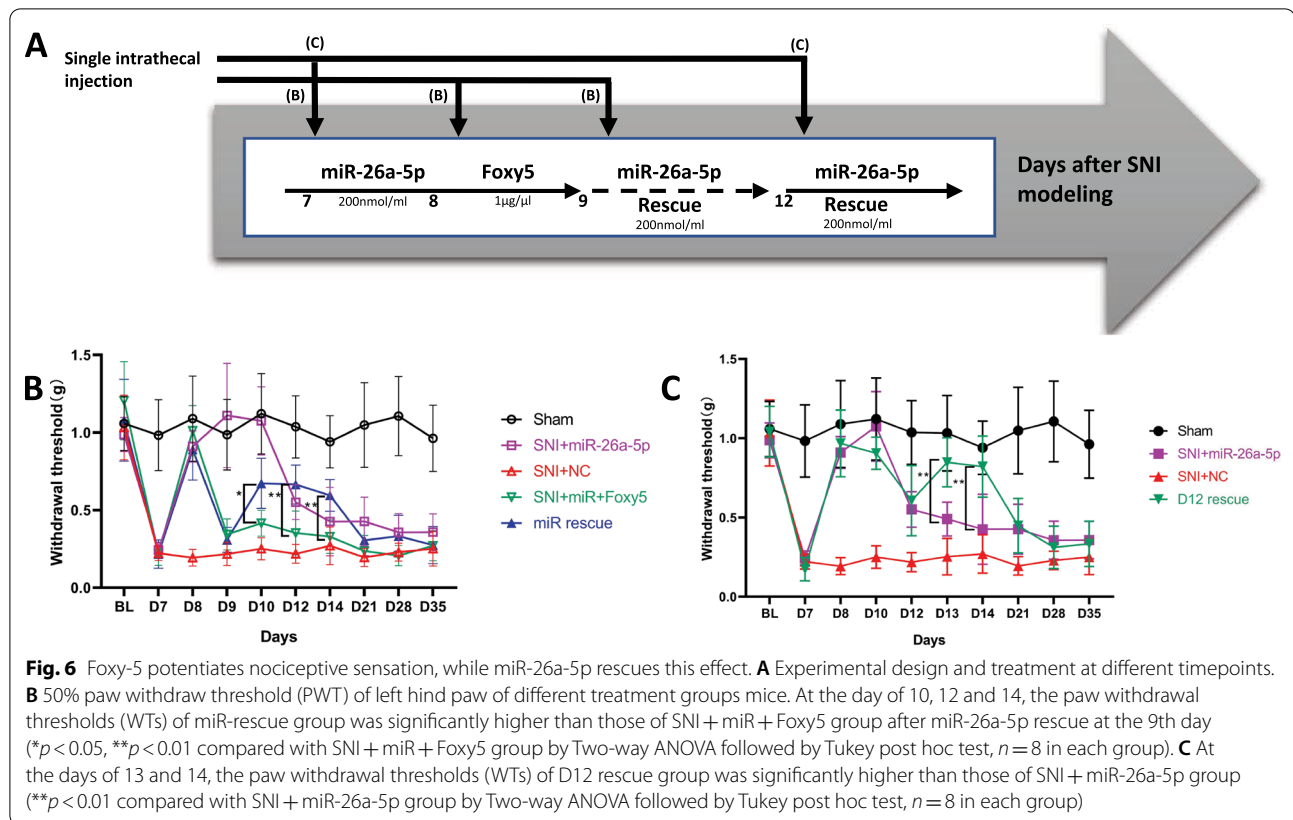 A
Single intrathecal
injection
(C)
(C)
(B)
(B)
(B)
miR-26a-5p
Foxy5
miR-26a-5p
miR-26a-5p
7
200nmol/ml
8
1μg/μl
9
Rescue
200nmol/ml
12
Rescue
200nmol/ml
Days after SNI
modeling
B
Withdrawal threshold(g)
1.5
1.0
0.5
0.0
*
**
**
BL D7 D8 D9 D10 D12 D14 D21 D28 D35
Days
Sham
SNI+miR-26a-5p
SNI+NC
SNI+miR+Foxy5
miR rescue
C
Withdrawal threshold(g)
1.5
1.0
0.5
0.0
**
**
BL D7 D8 D10 D12 D13 D14 D21 D28 D35
Days
Sham
SNI+miR-26a-5p
SNI+NC
D12 rescue
Fig. 6 Foxy-5 potentiates nociceptive sensation, while miR-26a-5p rescues this effect. A Experimental design and treatment at different timepoints.
B 50% paw withdraw threshold (PWT) of left hind paw of different treatment groups mice. At the day of 10, 12 and 14, the paw withdrawal
thresholds (WTs) of miR-rescue group was significantly higher than those of SNI + miR + Foxy5 group after miR-26a-5p rescue at the 9th day
(*p < 0.05, **p < 0.01 compared with SNI + miR + Foxy5 group by Two-way ANOVA followed by Tukey post hoc test, n = 8 in each group). C At
the days of 13 and 14, the paw withdrawal thresholds (WTs) of D12 rescue group was significantly higher than those of SNI + miR-26a-5p group
(**p < 0.01 compared with SNI + miR-26a-5p group by Two-way ANOVA followed by Tukey post hoc test, n = 8 in each group)